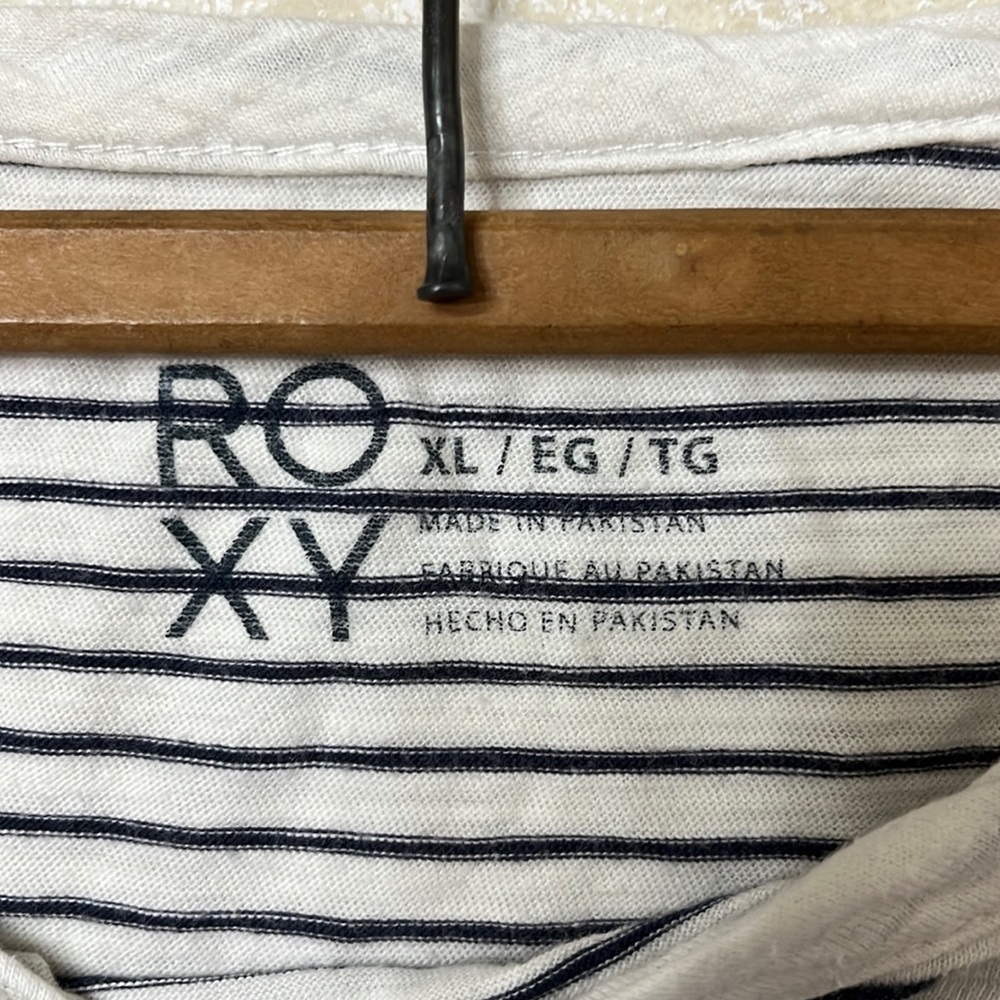 RO
XY
XL / EG / TG
MADE IN PAKISTAN
FABRIQUE AU PAKISTAN
HECHO EN PAKISTAN